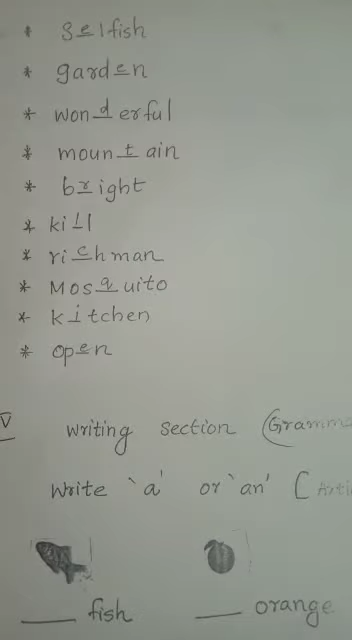 * selfish
* garden
* wonderful
* mountain
* bright
* kill
* richman
* Mosquito
* kitchen
* open
V writing section (Gramma
Write 'a' or 'an' [Arti
___ fish ___ orange